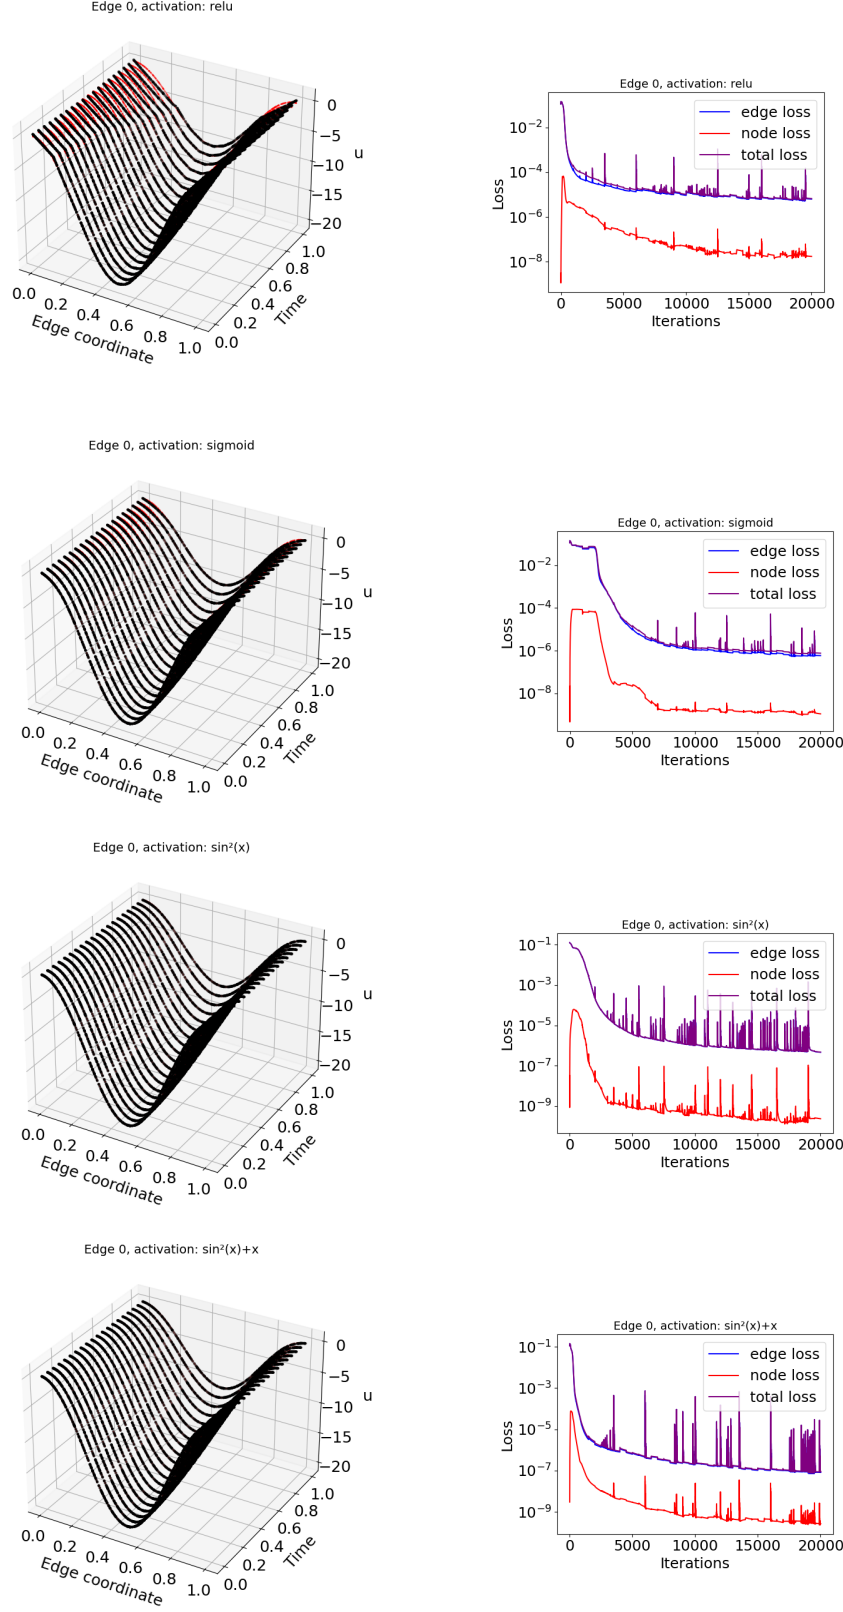 Edge 0, activation: relu
0
−5
−10
−15
−20
u
0.0
0.2
0.4
0.6
0.8
1.0
Edge coordinate
0.0
0.2
0.4
0.6
0.8
1.0
Time
Edge 0, activation: relu
edge loss
node loss
total loss
10⁻²
10⁻⁴
10⁻⁶
10⁻⁸
Loss
0 5000 10000 15000 20000
Iterations
Edge 0, activation: sigmoid
0
−5
−10
−15
−20
u
0.0
0.2
0.4
0.6
0.8
1.0
Edge coordinate
0.0
0.2
0.4
0.6
0.8
1.0
Time
Edge 0, activation: sigmoid
edge loss
node loss
total loss
10⁻²
10⁻⁴
10⁻⁶
10⁻⁸
Loss
0 5000 10000 15000 20000
Iterations
Edge 0, activation: sin²(x)
0
−5
−10
−15
−20
u
0.0
0.2
0.4
0.6
0.8
1.0
Edge coordinate
0.0
0.2
0.4
0.6
0.8
1.0
Time
Edge 0, activation: sin²(x)
edge loss
node loss
total loss
10⁻¹
10⁻³
10⁻⁵
10⁻⁷
10⁻⁹
Loss
0 5000 10000 15000 20000
Iterations
Edge 0, activation: sin²(x)+x
0
−5
−10
−15
−20
u
0.0
0.2
0.4
0.6
0.8
1.0
Edge coordinate
0.0
0.2
0.4
0.6
0.8
1.0
Time
Edge 0, activation: sin²(x)+x
edge loss
node loss
total loss
10⁻¹
10⁻³
10⁻⁵
10⁻⁷
10⁻⁹
Loss
0 5000 10000 15000 20000
Iterations